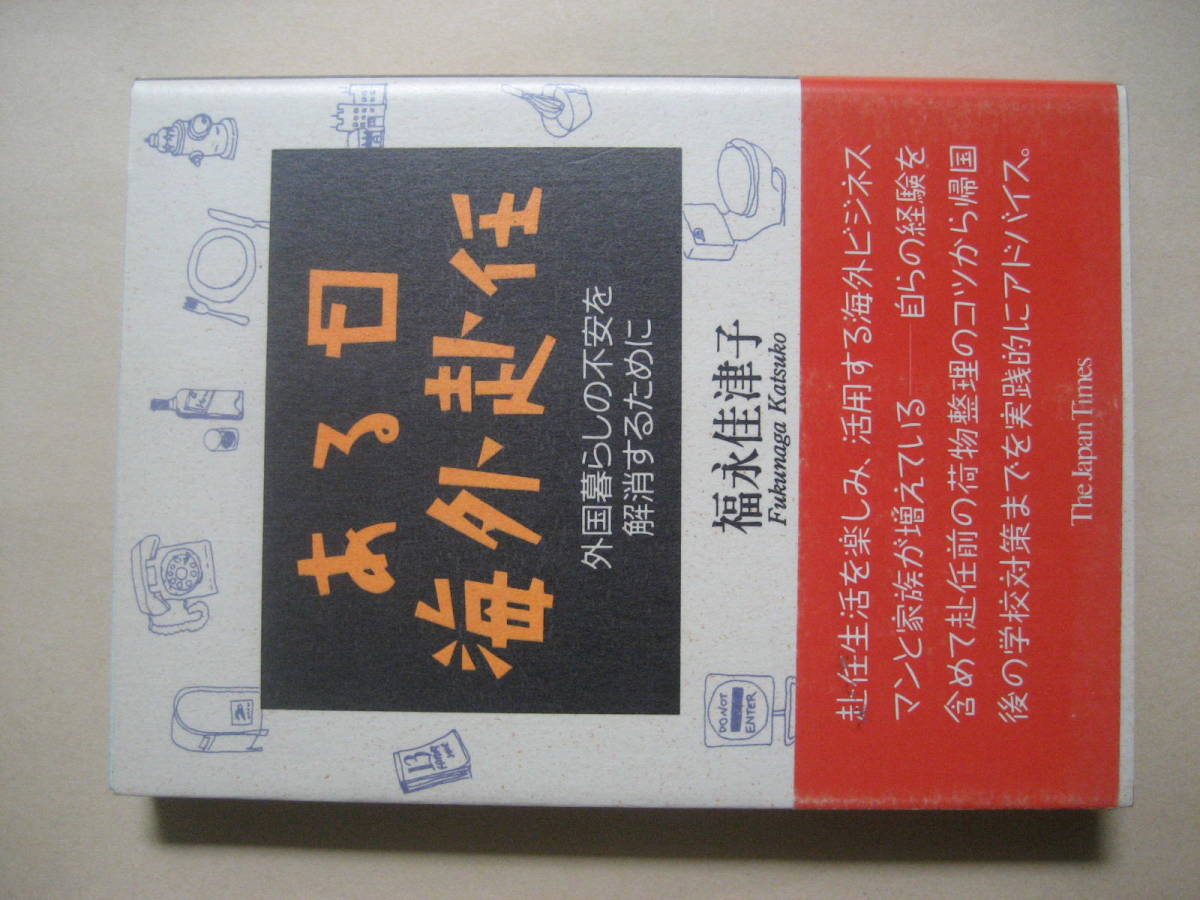 ある日
海外赴任
外国暮らしの不安を
解消するために
福永佳津子
Fukunaga Katsuko
赴任生活を楽しみ、活用する海外ビジネス
マンと家族が増えている——自らの経験を
含めて赴任前の荷物整理のコツから帰国
後の学校対策までを実践的にアドバイス。
The Japan Times
DO NOT
ENTER
13